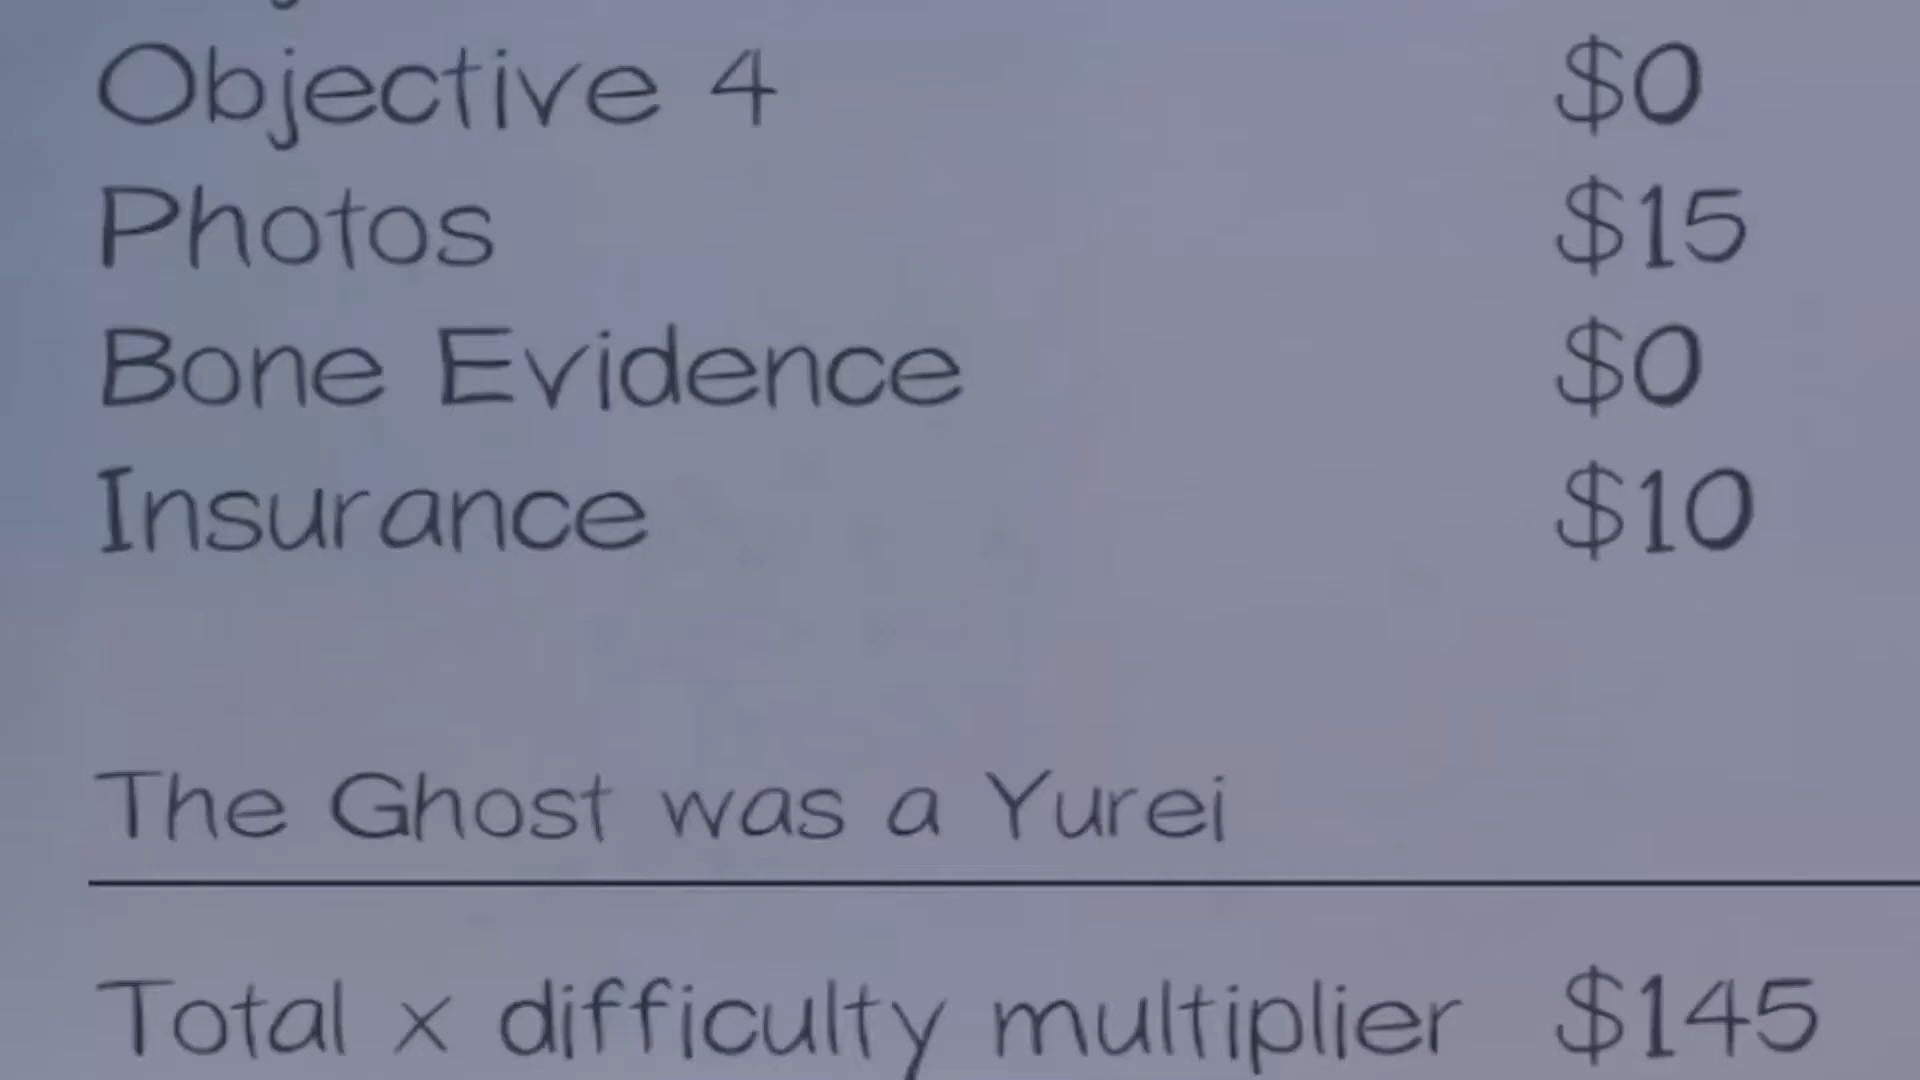 Objective 4 $0
Photos $15
Bone Evidence $0
Insurance $10
The Ghost was a Yurei
Total x difficulty multiplier $145